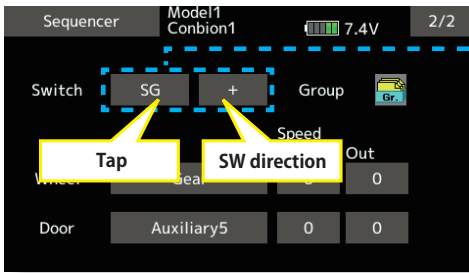 Sequencer
Model1
Conbion1
7.4V
2/2
Switch
SG
+
Group
Gr.
Speed
Out
Tap
SW direction
0
Door
Auxiliary5
0
0